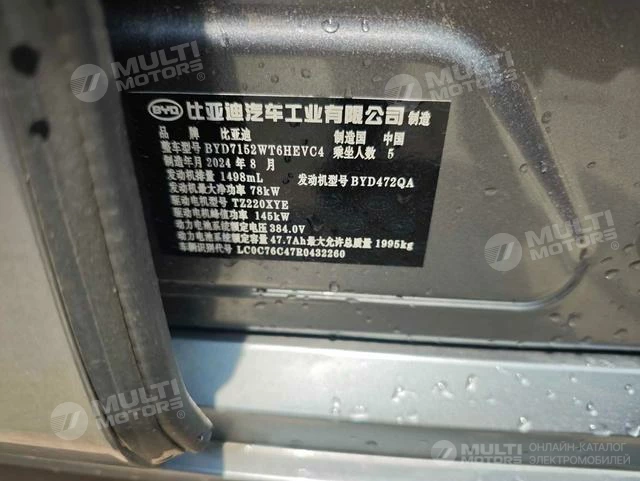 BYD 比亚迪汽车工业有限公司 制造
品 牌 比亚迪 制造国 中国
整车型号 BYD7152WT6HEVC4 乘坐人数 5
制造年月 2024 年 8 月
发动机排量 1498mL 发动机型号 BYD472QA
发动机最大净功率 78kW
驱动电机型号 TZ220XYE
驱动电机峰值功率 145kW
动力电池系统额定电压 384.0V
动力电池系统额定容量 47.7Ah 最大允许总质量 1995kg
车辆识别代号 LC0C76C47R0432260
MULTI MOTORS®
MULTI MOTORS®
MULTI MOTORS®
MULTI MOTORS®
MULTI MOTORS
ОНЛАЙН-КАТАЛОГ
ЭЛЕКТРОМОБИЛЕЙ